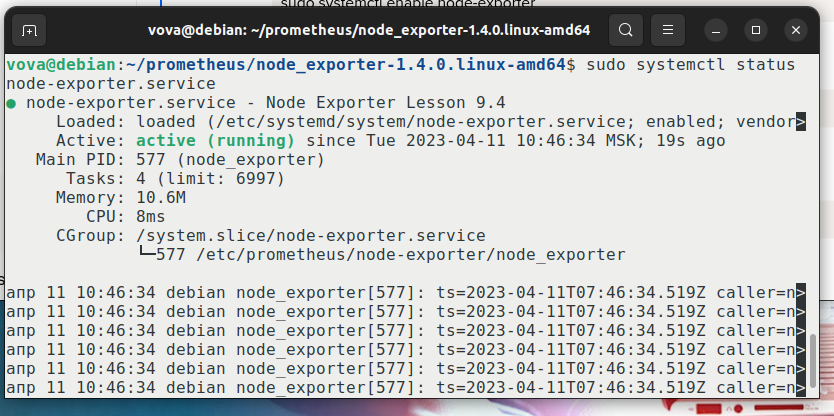 sudo systemctl enable node-exporter
vova@debian: ~/prometheus/node_exporter-1.4.0.linux-amd64
vova@debian:~/prometheus/node_exporter-1.4.0.linux-amd64$ sudo systemctl status
node-exporter.service
● node-exporter.service - Node Exporter Lesson 9.4
Loaded: loaded (/etc/systemd/system/node-exporter.service; enabled; vendor>
Active: active (running) since Tue 2023-04-11 10:46:34 MSK; 19s ago
Main PID: 577 (node_exporter)
Tasks: 4 (limit: 6997)
Memory: 10.6M
CPU: 8ms
CGroup: /system.slice/node-exporter.service
└─577 /etc/prometheus/node-exporter/node_exporter
апр 11 10:46:34 debian node_exporter[577]: ts=2023-04-11T07:46:34.519Z caller=n>
апр 11 10:46:34 debian node_exporter[577]: ts=2023-04-11T07:46:34.519Z caller=n>
апр 11 10:46:34 debian node_exporter[577]: ts=2023-04-11T07:46:34.519Z caller=n>
апр 11 10:46:34 debian node_exporter[577]: ts=2023-04-11T07:46:34.519Z caller=n>
апр 11 10:46:34 debian node_exporter[577]: ts=2023-04-11T07:46:34.519Z caller=n>
апр 11 10:46:34 debian node_exporter[577]: ts=2023-04-11T07:46:34.519Z caller=n>